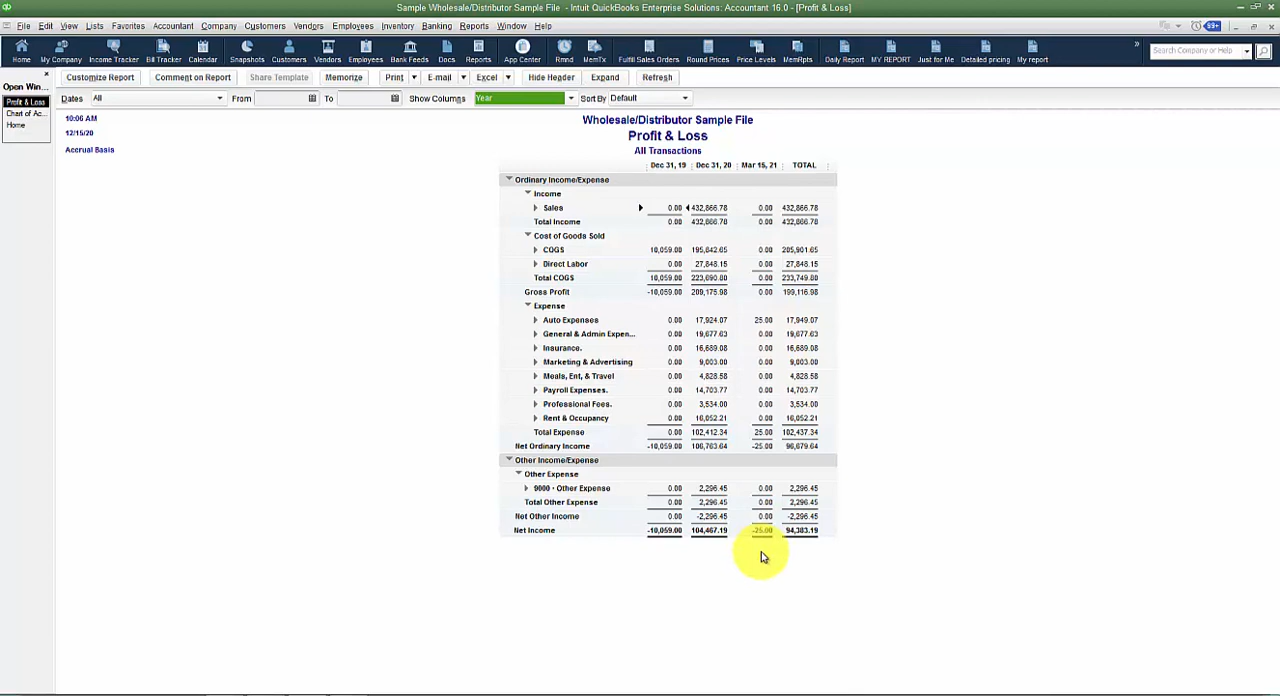 Sample Wholesale/Distributor Sample File - Intuit QuickBooks Enterprise Solutions: Accountant 16.0 - [Profit & Loss]
File Edit View Lists Favorites Accountant Company Customers Vendors Employees Inventory Banking Reports Window Help 99+
Home My Company Income Tracker Bill Tracker Calendar Snapshots Customers Vendors Employees Bank Feeds Docs Reports App Center Rmnd MemTx Fulfill Sales Orders Round Prices Price Levels MemRpts Daily Report MY REPORT Just for Me Detailed pricing My report » Search Company or Help
Customize Report Comment on Report Share Template Memorize Print E-mail Excel Hide Header Expand Refresh
Open Win...
Profit & Loss
Chart of Ac...
Home
Dates All From To Show Columns Year Sort By Default
10:06 AM
12/15/20
Accrual Basis
Wholesale/Distributor Sample File
Profit & Loss
All Transactions
Dec 31, 19 Dec 31, 20 Mar 15, 21 TOTAL
Ordinary Income/Expense
Income
Sales 0.00 432,866.78 0.00 432,866.78
Total Income 0.00 432,866.78 0.00 432,866.78
Cost of Goods Sold
COGS 10,059.00 195,842.65 0.00 205,901.65
Direct Labor 0.00 27,848.15 0.00 27,848.15
Total COGS 10,059.00 223,690.80 0.00 233,749.80
Gross Profit -10,059.00 209,175.98 0.00 199,116.98
Expense
Auto Expenses 0.00 17,924.07 25.00 17,949.07
General & Admin Expen... 0.00 19,677.63 0.00 19,677.63
Insurance. 0.00 16,689.08 0.00 16,689.08
Marketing & Advertising 0.00 9,003.00 0.00 9,003.00
Meals, Ent, & Travel 0.00 4,828.58 0.00 4,828.58
Payroll Expenses. 0.00 14,703.77 0.00 14,703.77
Professional Fees. 0.00 3,534.00 0.00 3,534.00
Rent & Occupancy 0.00 16,052.21 0.00 16,052.21
Total Expense 0.00 102,412.34 25.00 102,437.34
Net Ordinary Income -10,059.00 106,763.64 -25.00 96,679.64
Other Income/Expense
Other Expense
9000 · Other Expense 0.00 2,296.45 0.00 2,296.45
Total Other Expense 0.00 2,296.45 0.00 2,296.45
Net Other Income 0.00 -2,296.45 0.00 -2,296.45
Net Income -10,059.00 104,467.19 -25.00 94,383.19